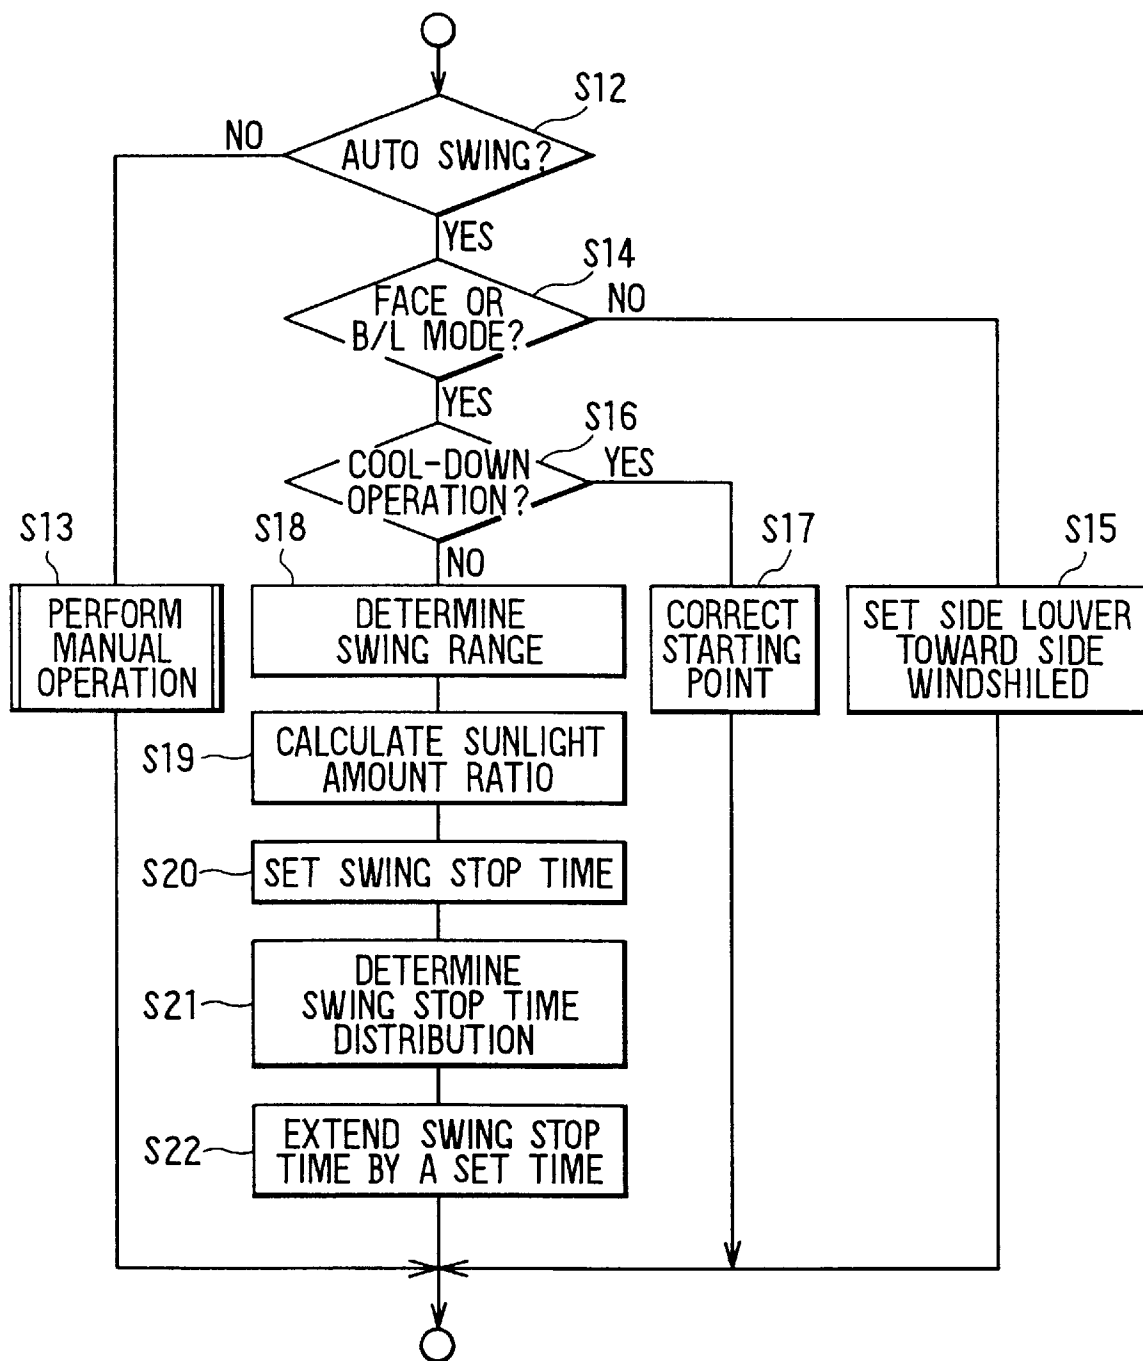 S12
NO
AUTO SWING?
YES
S14
FACE OR
B/L MODE?
NO
YES
S16
COOL-DOWN
OPERATION?
YES
NO
S13
PERFORM
MANUAL
OPERATION
S18
DETERMINE
SWING RANGE
S17
CORRECT
STARTING
POINT
S15
SET SIDE LOUVER
TOWARD SIDE
WINDSHILED
S19
CALCULATE SUNLIGHT
AMOUNT RATIO
S20
SET SWING STOP TIME
S21
DETERMINE
SWING STOP TIME
DISTRIBUTION
S22
EXTEND SWING STOP
TIME BY A SET TIME